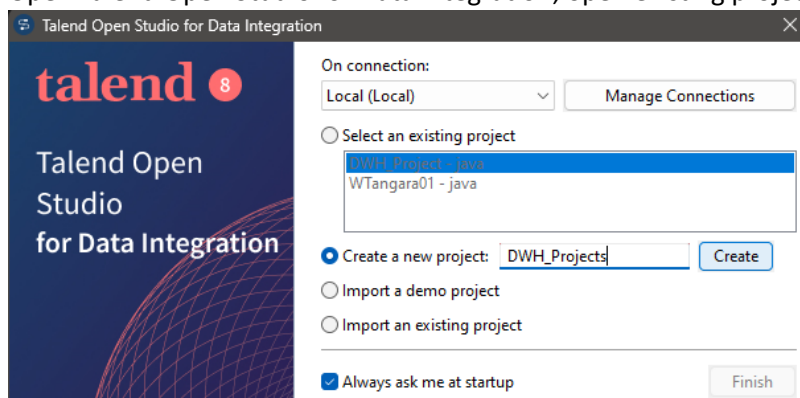 Talend Open Studio for Data Integration
talend 8
Talend Open
Studio
for Data Integration
On connection:
Local (Local)
Manage Connections
Select an existing project
DWH_Project - java
WTangara01 - java
Create a new project:
DWH_Projects
Create
Import a demo project
Import an existing project
Always ask me at startup
Finish